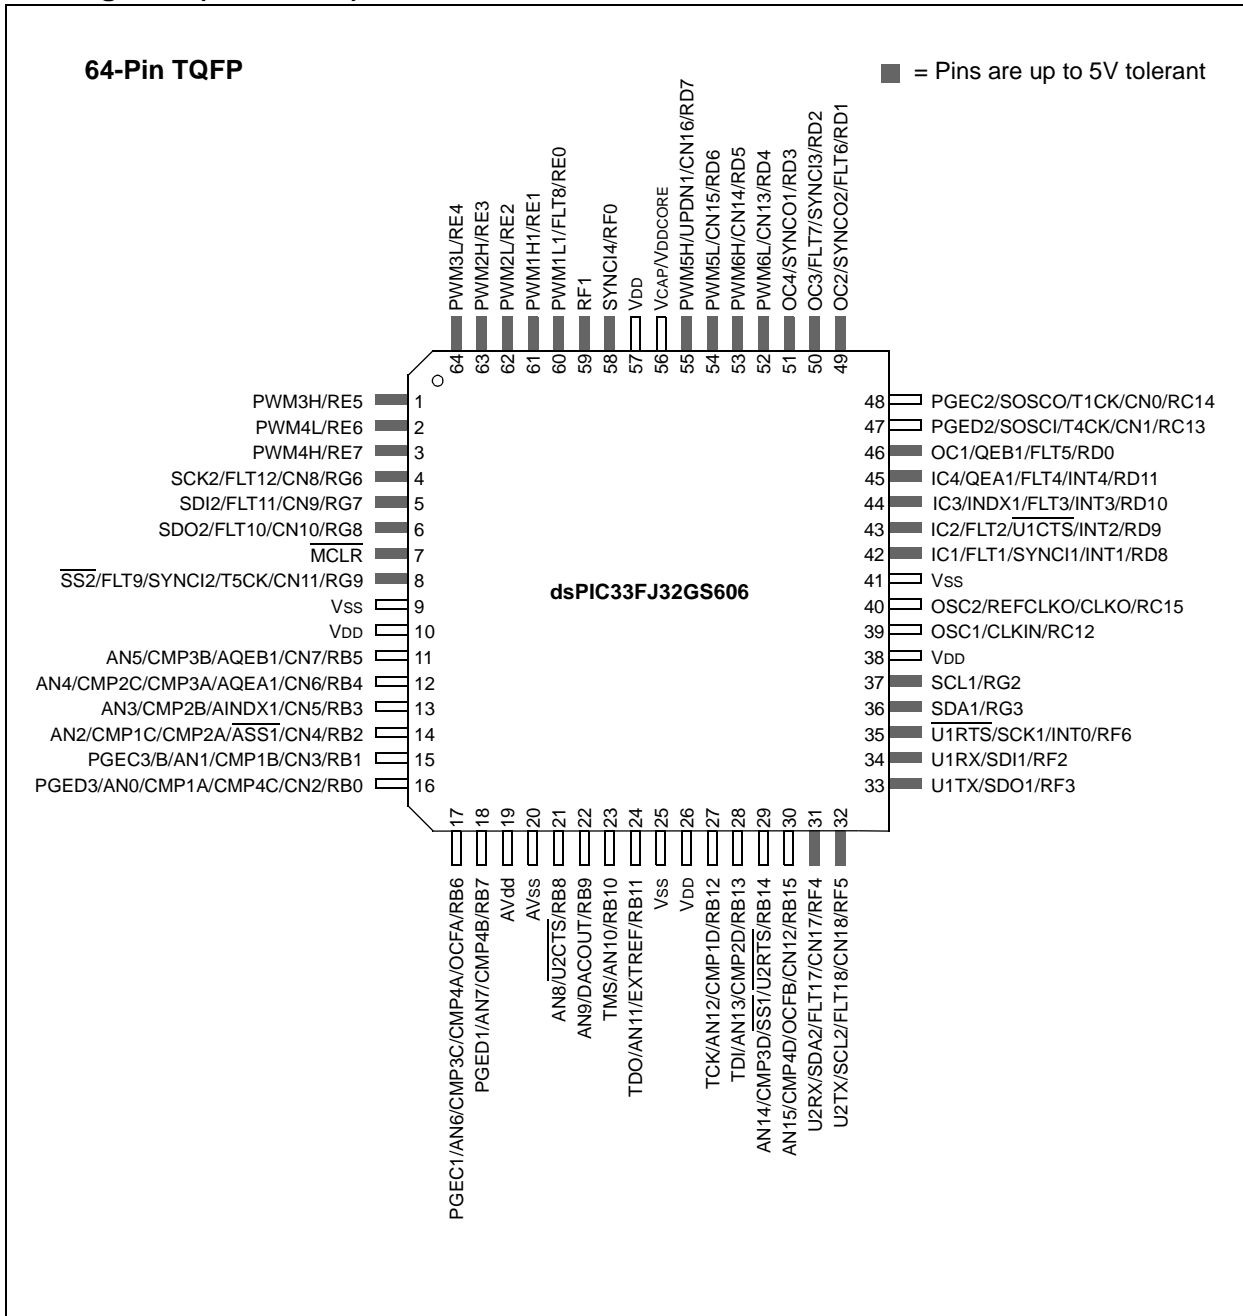 64-Pin TQFP
= Pins are up to 5V tolerant
64 PWM3L/RE4
63 PWM2H/RE3
62 PWM2L/RE2
61 PWM1H1/RE1
60 PWM1L1/FLT8/RE0
59 RF1
58 SYNCI4/RF0
57 VDD
56 VCAP/VDDCORE
55 PWM5H/UPDN1/CN16/RD7
54 PWM5L/CN15/RD6
53 PWM6H/CN14/RD5
52 PWM6L/CN13/RD4
51 OC4/SYNCO1/RD3
50 OC3/FLT7/SYNCI3/RD2
49 OC2/SYNCO2/FLT6/RD1
PWM3H/RE5 1
PWM4L/RE6 2
PWM4H/RE7 3
SCK2/FLT12/CN8/RG6 4
SDI2/FLT11/CN9/RG7 5
SDO2/FLT10/CN10/RG8 6
MCLR 7
SS2/FLT9/SYNCI2/T5CK/CN11/RG9 8
VSS 9
VDD 10
AN5/CMP3B/AQEB1/CN7/RB5 11
AN4/CMP2C/CMP3A/AQEA1/CN6/RB4 12
AN3/CMP2B/AINDX1/CN5/RB3 13
AN2/CMP1C/CMP2A/ASS1/CN4/RB2 14
PGEC3/B/AN1/CMP1B/CN3/RB1 15
PGED3/AN0/CMP1A/CMP4C/CN2/RB0 16
dsPIC33FJ32GS606
48 PGEC2/SOSCO/T1CK/CN0/RC14
47 PGED2/SOSCI/T4CK/CN1/RC13
46 OC1/QEB1/FLT5/RD0
45 IC4/QEA1/FLT4/INT4/RD11
44 IC3/INDX1/FLT3/INT3/RD10
43 IC2/FLT2/U1CTS/INT2/RD9
42 IC1/FLT1/SYNCI1/INT1/RD8
41 VSS
40 OSC2/REFCLKO/CLKO/RC15
39 OSC1/CLKIN/RC12
38 VDD
37 SCL1/RG2
36 SDA1/RG3
35 U1RTS/SCK1/INT0/RF6
34 U1RX/SDI1/RF2
33 U1TX/SDO1/RF3
17 PGEC1/AN6/CMP3C/CMP4A/OCFA/RB6
18 PGED1/AN7/CMP4B/RB7
19 AVdd
20 AVSS
21 AN8/U2CTS/RB8
22 AN9/DACOUT/RB9
23 TMS/AN10/RB10
24 TDO/AN11/EXTREF/RB11
25 VSS
26 VDD
27 TCK/AN12/CMP1D/RB12
28 TDI/AN13/CMP2D/RB13
29 AN14/CMP3D/SS1/U2RTS/RB14
30 AN15/CMP4D/OCFB/CN12/RB15
31 U2RX/SDA2/FLT17/CN17/RF4
32 U2TX/SCL2/FLT18/CN18/RF5